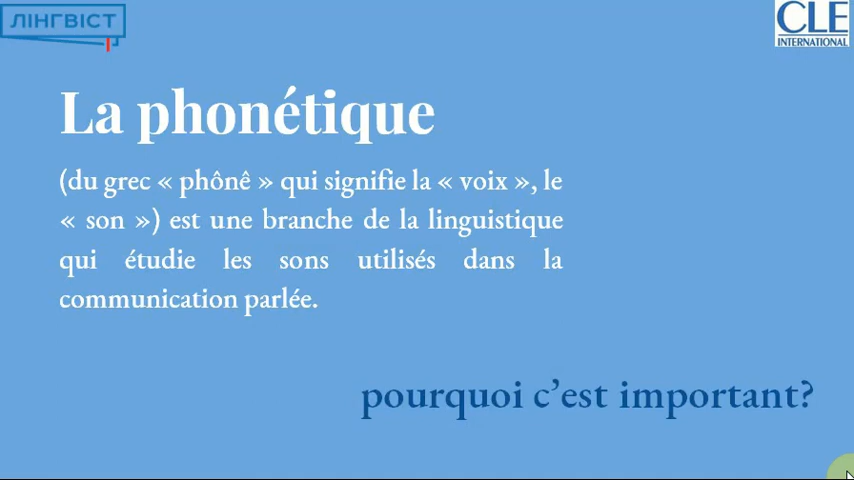 ЛІНГВІСТ
CLE
INTERNATIONAL
La phonétique
(du grec « phônê » qui signifie la « voix », le
« son ») est une branche de la linguistique
qui étudie les sons utilisés dans la
communication parlée.
pourquoi c’est important?